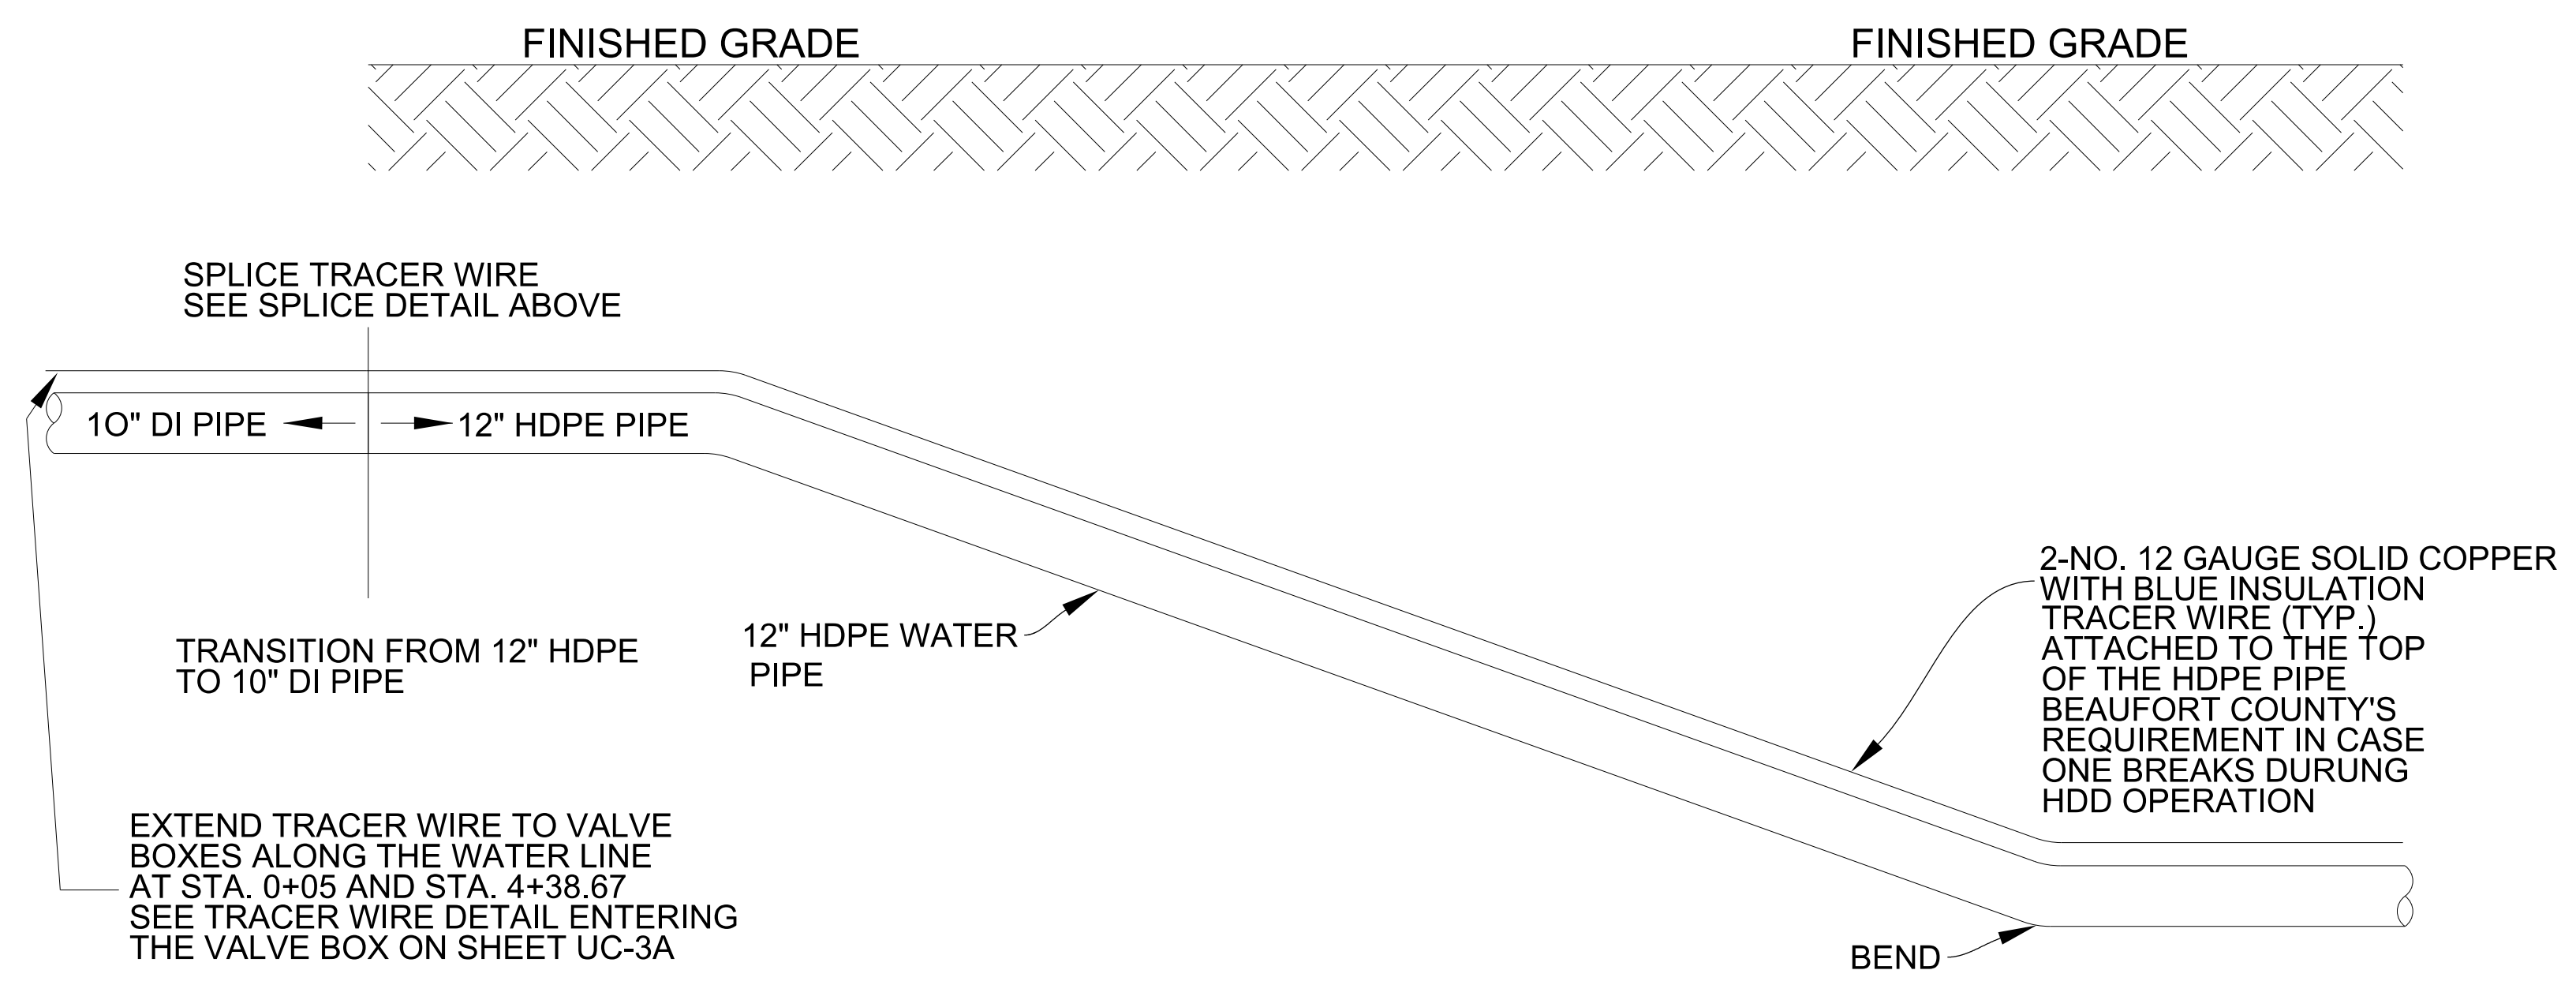 FINISHED GRADE
FINISHED GRADE
SPLICE TRACER WIRE
SEE SPLICE DETAIL ABOVE
1O" DI PIPE
12" HDPE PIPE
TRANSITION FROM 12" HDPE
TO 10" DI PIPE
12" HDPE WATER
PIPE
2-NO. 12 GAUGE SOLID COPPER
WITH BLUE INSULATION
TRACER WIRE (TYP.)
ATTACHED TO THE TOP
OF THE HDPE PIPE
BEAUFORT COUNTY'S
REQUIREMENT IN CASE
ONE BREAKS DURUNG
HDD OPERATION
EXTEND TRACER WIRE TO VALVE
BOXES ALONG THE WATER LINE
AT STA. 0+05 AND STA. 4+38.67
SEE TRACER WIRE DETAIL ENTERING
THE VALVE BOX ON SHEET UC-3A
BEND